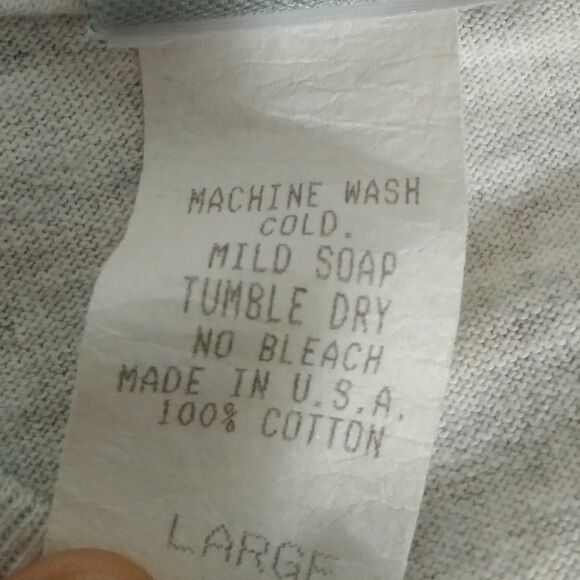 MACHINE WASH
COLD.
MILD SOAP
TUMBLE DRY
NO BLEACH
MADE IN U.S.A.
100% COTTON
LARGE